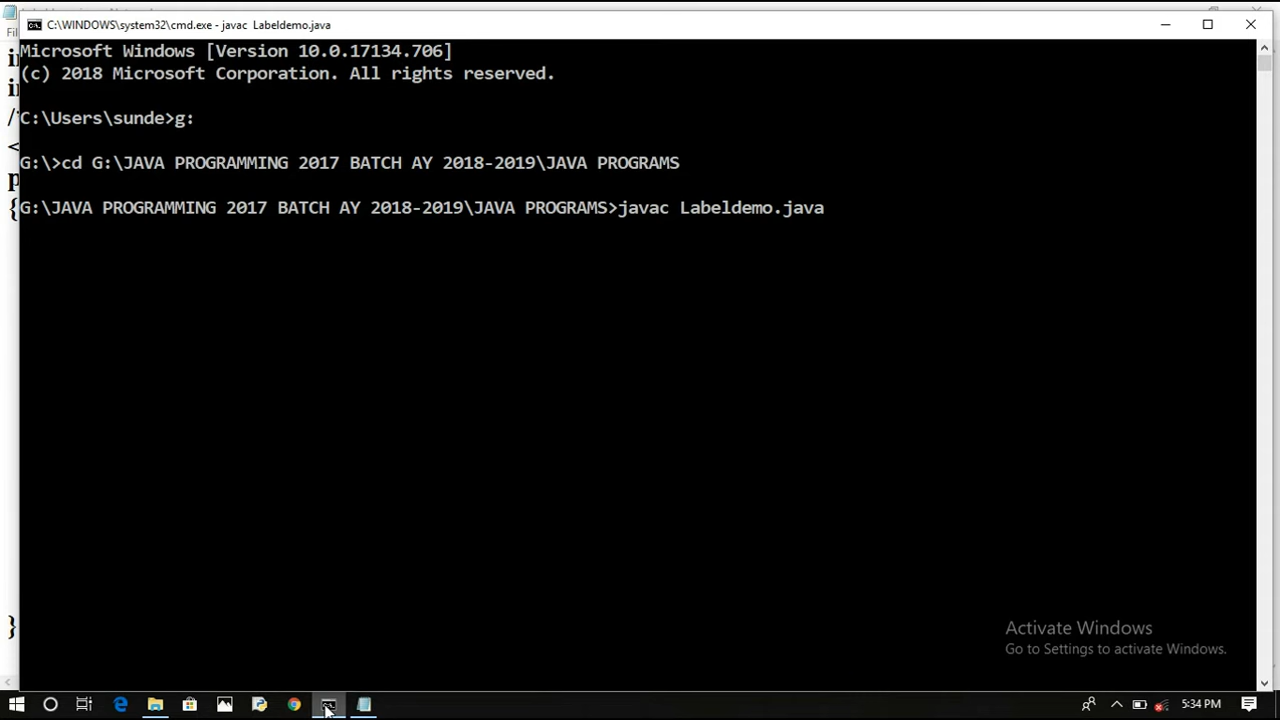 C:\WINDOWS\system32\cmd.exe - javac Labeldemo.java
Microsoft Windows [Version 10.0.17134.706]
(c) 2018 Microsoft Corporation. All rights reserved.
C:\Users\sunde>g:
G:\>cd G:\JAVA PROGRAMMING 2017 BATCH AY 2018-2019\JAVA PROGRAMS
G:\JAVA PROGRAMMING 2017 BATCH AY 2018-2019\JAVA PROGRAMS>javac Labeldemo.java
}
Activate Windows
Go to Settings to activate Windows.
5:34 PM